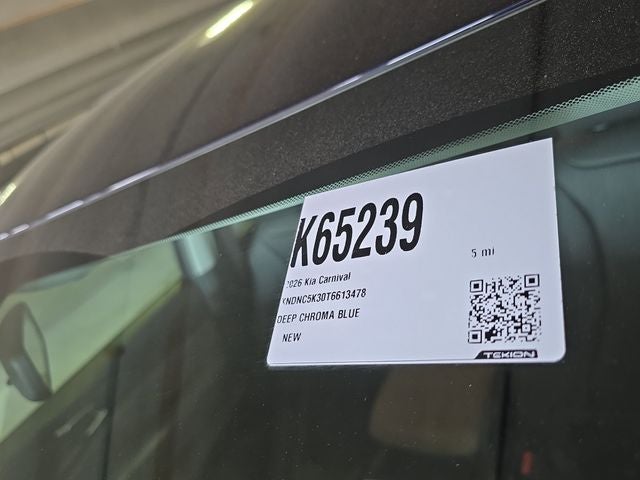 K65239
5 mi
2026 Kia Carnival
KNDNC5K30T6613478
DEEP CHROMA BLUE
NEW
TEKION